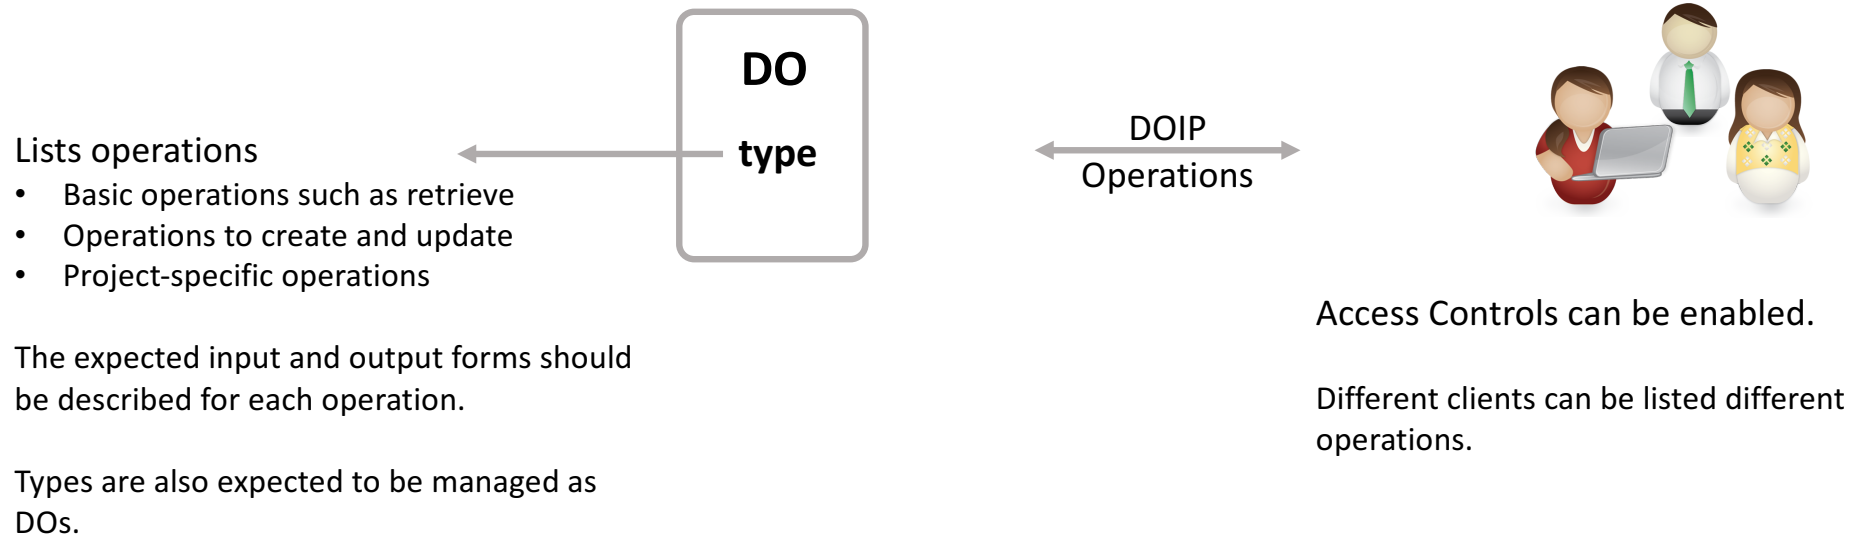 DO
type
Lists operations
• Basic operations such as retrieve
• Operations to create and update
• Project-specific operations
The expected input and output forms should
be described for each operation.
Types are also expected to be managed as
DOs.
DOIP
Operations
Access Controls can be enabled.
Different clients can be listed different
operations.